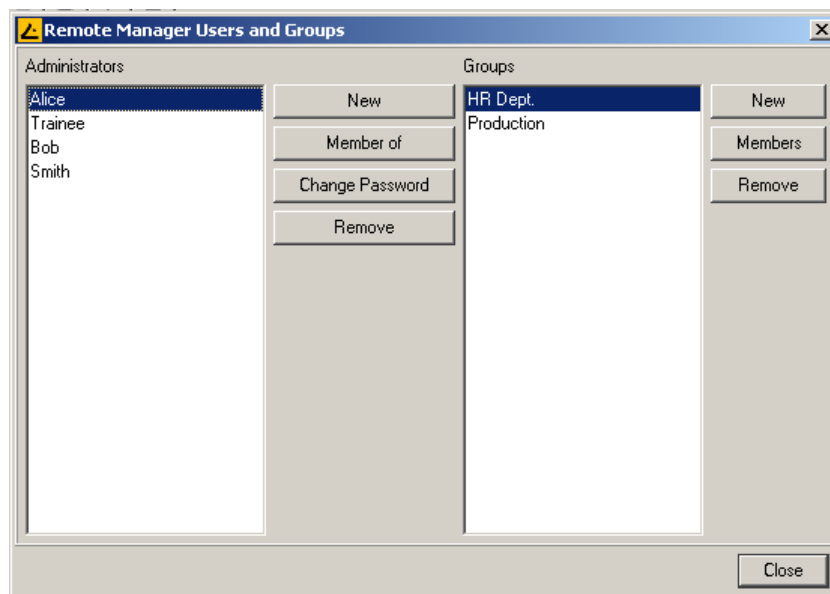 Remote Manager Users and Groups
Administrators
Groups
Alice
Trainee
Bob
Smith
New
Member of
Change Password
Remove
HR Dept.
Production
New
Members
Remove
Close